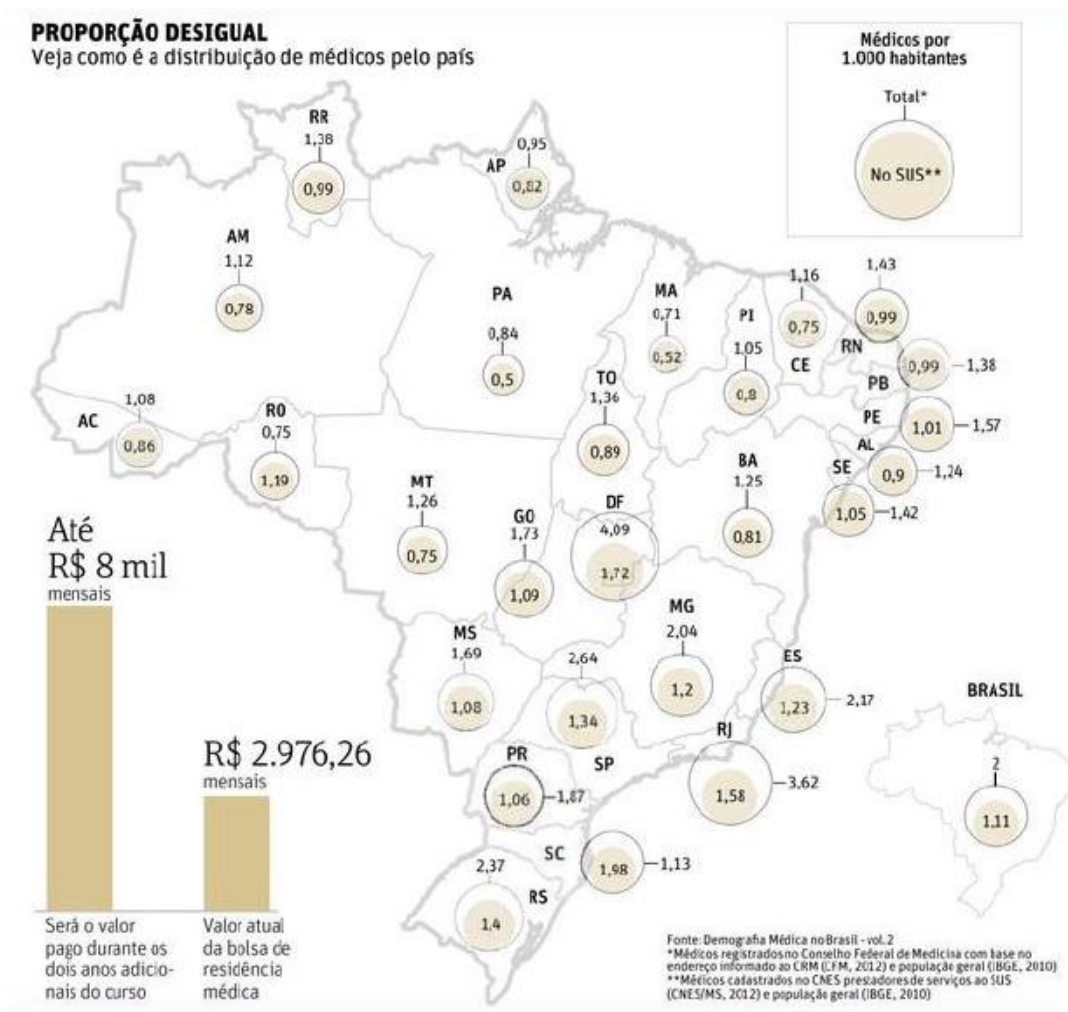 PROPORÇÃO DESIGUAL
Veja como é a distribuição de médicos pelo país
Médicos por
1.000 habitantes
Total*
No SUS**
RR
1,38
0,99
AP
0,95
0,82
AM
1,12
0,78
PA
0,84
0,5
MA
0,71
0,52
PI
1,05
0,8
1,16
0,75
CE
1,43
0,99
RN
0,99
1,38
PB
PE
1,01
1,57
AL
0,9
1,24
SE
1,05
1,42
AC
1,08
0,86
RO
0,75
1,19
TO
1,36
0,89
BA
1,25
0,81
MT
1,26
0,75
GO
1,73
1,09
DF
4,09
1,72
MG
2,04
1,2
ES
1,23
2,17
MS
1,69
1,08
2,64
1,34
SP
RJ
1,58
3,62
PR
1,06
1,87
SC
1,98
1,13
2,37
RS
1,4
BRASIL
2
1,11
Até
R$ 8 mil
mensais
R$ 2.976,26
mensais
Será o valor
pago durante os
dois anos adicio-
nais do curso
Valor atual
da bolsa de
residência
médica
Fonte: Demografia Médica no Brasil - vol.2
*Médicos registrados no Conselho Federal de Medicina com base no
endereço informado ao CRM (CFM, 2012) e população geral (IBGE, 2010)
**Médicos cadastrados no CNES prestadores de serviços ao SUS
(CNES/MS, 2012) e população geral (IBGE, 2010)